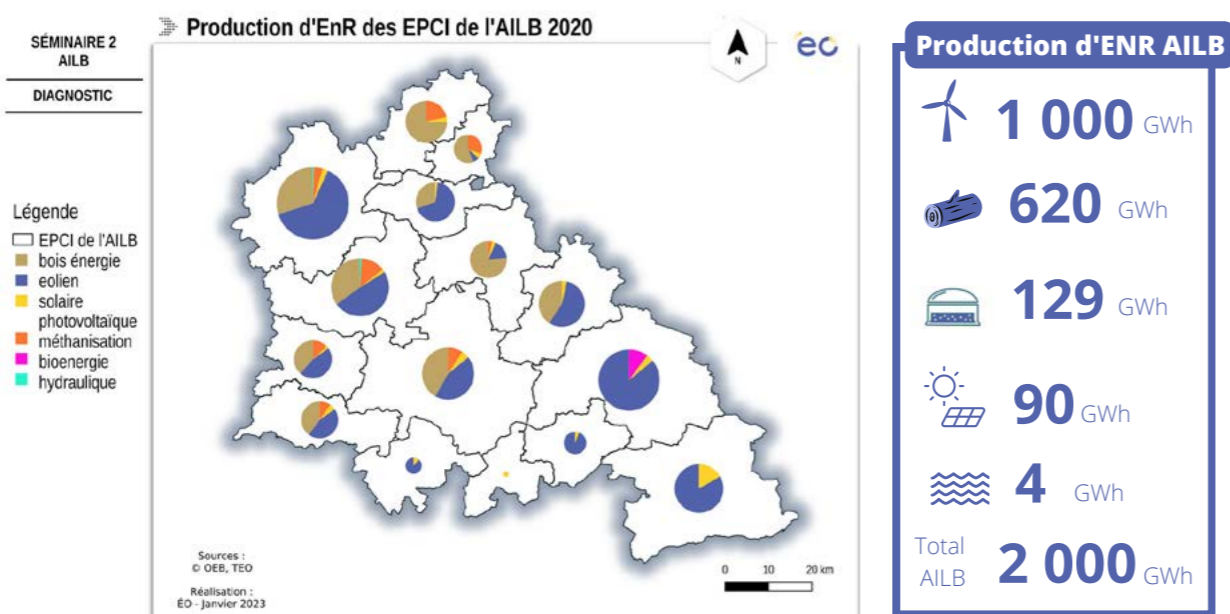 SÉMINAIRE 2
AILB
DIAGNOSTIC
Production d'EnR des EPCI de l'AILB 2020
N
éo
Légende
EPCI de l'AILB
bois énergie
eolien
solaire
photovoltaïque
méthanisation
bioenergie
hydraulique
Sources :
© OEB, TEO
Réalisation :
ÉO - Janvier 2023
0 10 20 km
Production d'ENR AILB
1 000 GWh
620 GWh
129 GWh
90 GWh
4 GWh
Total
AILB
2 000 GWh